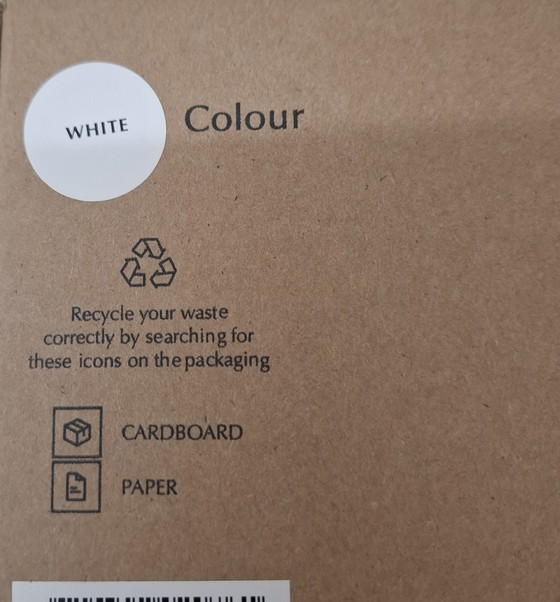 WHITE
Colour
Recycle your waste
correctly by searching for
these icons on the packaging
CARDBOARD
PAPER